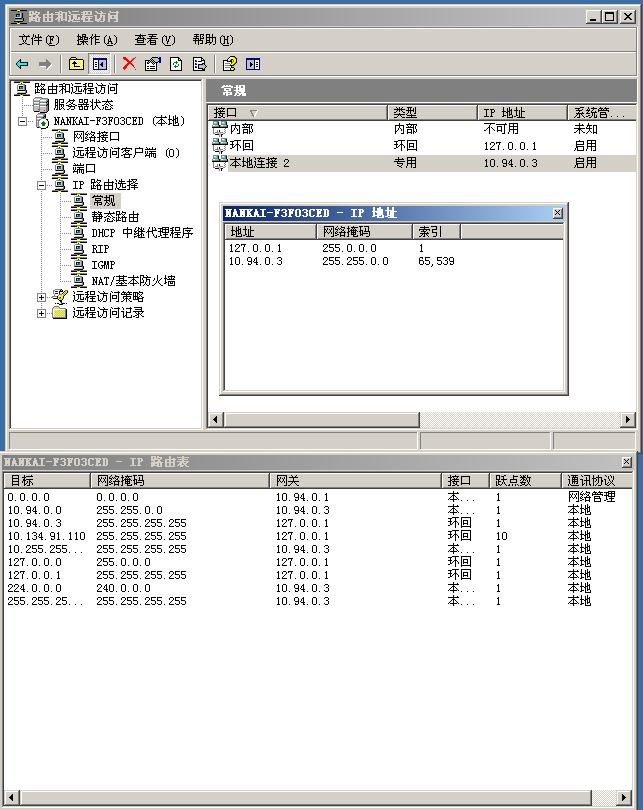 路由和远程访问
文件(F) 操作(A) 查看(V) 帮助(H)
路由和远程访问
服务器状态
NANKAI-F3F03CED (本地)
网络接口
远程访问客户端 (0)
端口
IP 路由选择
常规
静态路由
DHCP 中继代理程序
RIP
IGMP
NAT/基本防火墙
远程访问策略
远程访问记录
常规
接口 类型 IP 地址 系统管...
内部 内部 不可用 未知
环回 环回 127.0.0.1 启用
本地连接 2 专用 10.94.0.3 启用
NANKAI-F3F03CED - IP 地址
地址 网络掩码 索引
127.0.0.1 255.0.0.0 1
10.94.0.3 255.255.0.0 65,539
NANKAI-F3F03CED - IP 路由表
目标 网络掩码 网关 接口 跃点数 通讯协议
0.0.0.0 0.0.0.0 10.94.0.1 本... 1 网络管理
10.94.0.0 255.255.0.0 10.94.0.3 本... 1 本地
10.94.0.3 255.255.255.255 127.0.0.1 环回 1 本地
10.134.91.110 255.255.255.255 127.0.0.1 环回 10 本地
10.255.255... 255.255.255.255 10.94.0.3 本... 1 本地
127.0.0.0 255.0.0.0 127.0.0.1 环回 1 本地
127.0.0.1 255.255.255.255 127.0.0.1 环回 1 本地
224.0.0.0 240.0.0.0 10.94.0.3 本... 1 本地
255.255.25... 255.255.255.255 10.94.0.3 本... 1 本地